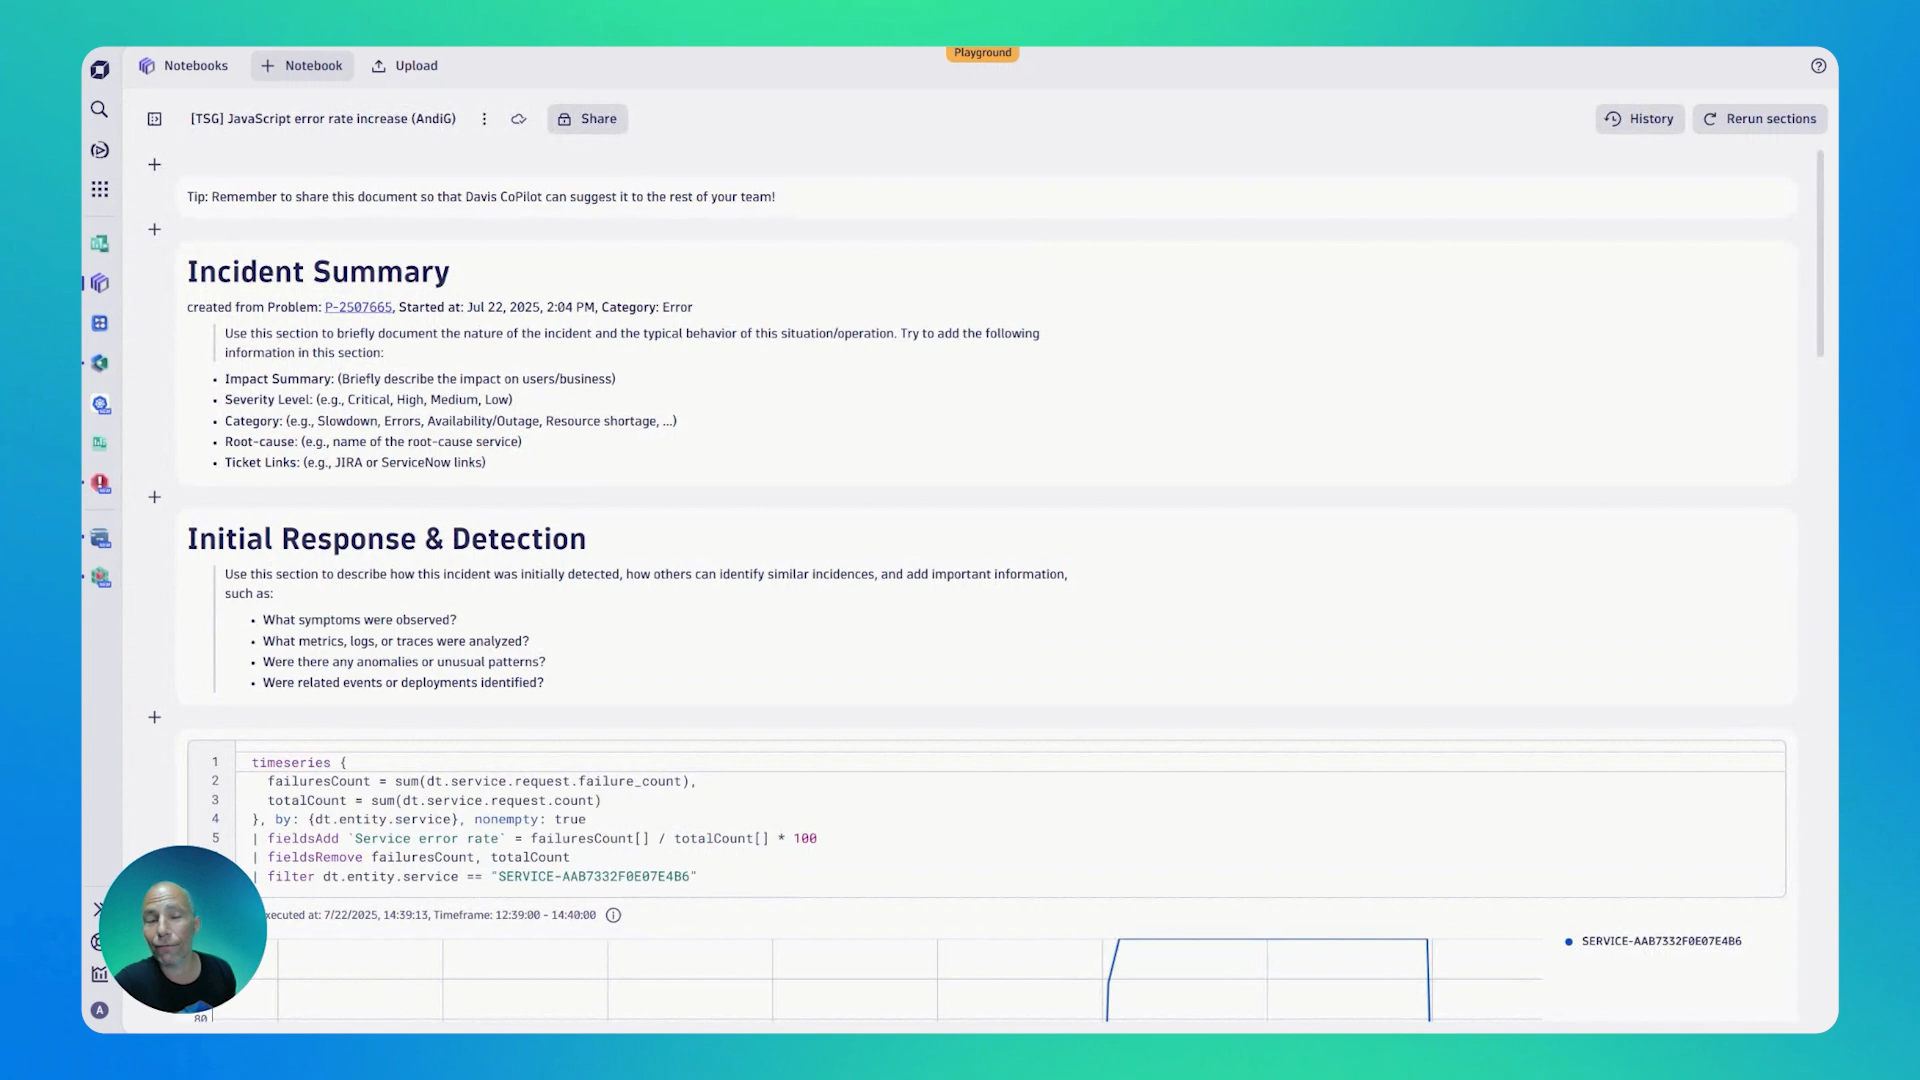 Playground
Notebooks
Notebook
Upload
[TSG] JavaScript error rate increase (AndiG)
Share
History
Rerun sections
Tip: Remember to share this document so that Davis CoPilot can suggest it to the rest of your team!
Incident Summary
created from Problem: P-2507665, Started at: Jul 22, 2025, 2:04 PM, Category: Error
Use this section to briefly document the nature of the incident and the typical behavior of this situation/operation. Try to add the following
information in this section:
• Impact Summary: (Briefly describe the impact on users/business)
• Severity Level: (e.g., Critical, High, Medium, Low)
• Category: (e.g., Slowdown, Errors, Availability/Outage, Resource shortage, ...)
• Root-cause: (e.g., name of the root-cause service)
• Ticket Links: (e.g., JIRA or ServiceNow links)
Initial Response & Detection
Use this section to describe how this incident was initially detected, how others can identify similar incidences, and add important information,
such as:
• What symptoms were observed?
• What metrics, logs, or traces were analyzed?
• Were there any anomalies or unusual patterns?
• Were related events or deployments identified?
1 timeseries {
2 failuresCount = sum(dt.service.request.failure_count),
3 totalCount = sum(dt.service.request.count)
4 }, by: {dt.entity.service}, nonempty: true
5 | fieldsAdd `Service error rate` = failuresCount[] / totalCount[] * 100
| fieldsRemove failuresCount, totalCount
| filter dt.entity.service == "SERVICE-AAB7332F0E07E4B6"
xecuted at: 7/22/2025, 14:39:13, Timeframe: 12:39:00 - 14:40:00
SERVICE-AAB7332F0E07E4B6
80
A